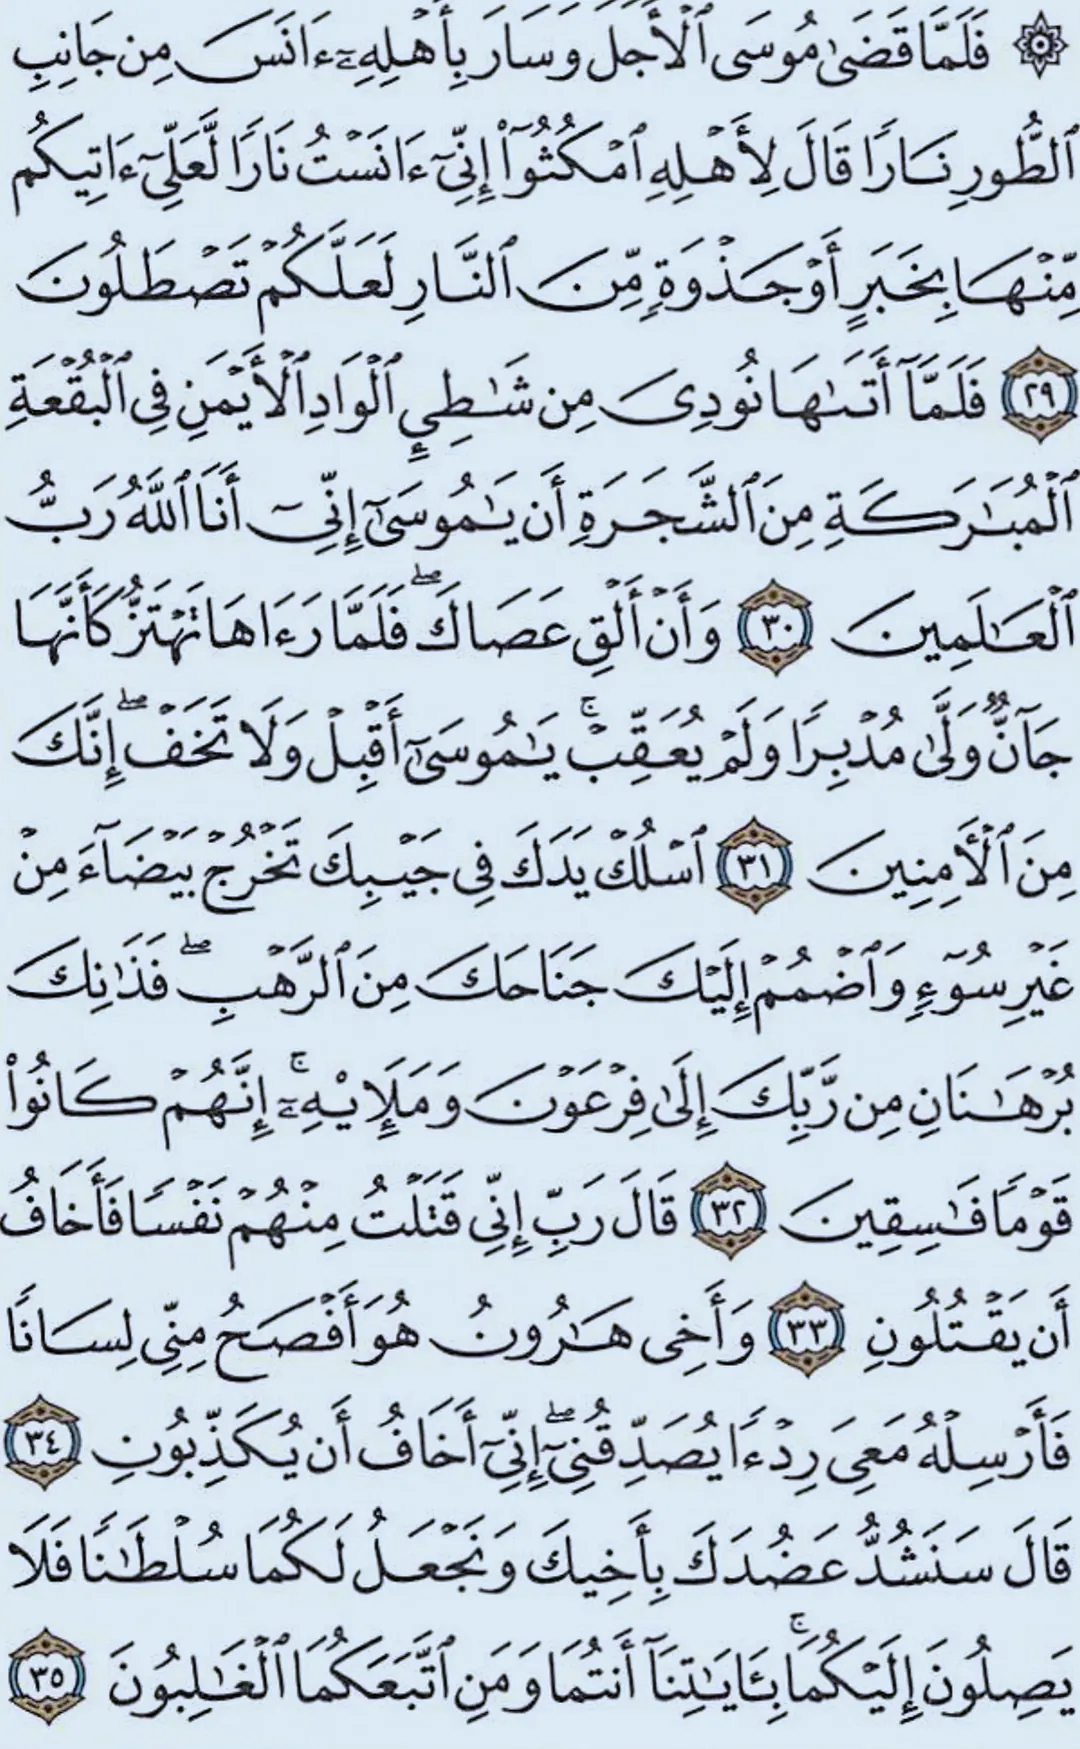 ۞ فَلَمَّا قَضَىٰ مُوسَى ٱلْأَجَلَ وَسَارَ بِأَهْلِهِۦٓ ءَانَسَ مِن جَانِبِ
ٱلطُّورِ نَارًا قَالَ لِأَهْلِهِ ٱمْكُثُوٓا۟ إِنِّىٓ ءَانَسْتُ نَارًا لَّعَلِّىٓ ءَاتِيكُم
مِّنْهَا بِخَبَرٍ أَوْ جَذْوَةٍ مِّنَ ٱلنَّارِ لَعَلَّكُمْ تَصْطَلُونَ
٢٩ فَلَمَّآ أَتَىٰهَا نُودِىَ مِن شَـٰطِئِ ٱلْوَادِ ٱلْأَيْمَنِ فِى ٱلْبُقْعَةِ
ٱلْمُبَـٰرَكَةِ مِنَ ٱلشَّجَرَةِ أَن يَـٰمُوسَىٰٓ إِنِّىٓ أَنَا ٱللَّهُ رَبُّ
ٱلْعَـٰلَمِينَ ٣٠ وَأَنْ أَلْقِ عَصَاكَ ۖ فَلَمَّا رَءَاهَا تَهْتَزُّ كَأَنَّهَا
جَآنٌّ وَلَّىٰ مُدْبِرًا وَلَمْ يُعَقِّبْ ۚ يَـٰمُوسَىٰٓ أَقْبِلْ وَلَا تَخَفْ ۖ إِنَّكَ
مِنَ ٱلْـَٔامِنِينَ ٣١ ٱسْلُكْ يَدَكَ فِى جَيْبِكَ تَخْرُجْ بَيْضَآءَ مِنْ
غَيْرِ سُوٓءٍ وَٱضْمُمْ إِلَيْكَ جَنَاحَكَ مِنَ ٱلرَّهْبِ ۖ فَذَٰنِكَ
بُرْهَـٰنَانِ مِن رَّبِّكَ إِلَىٰ فِرْعَوْنَ وَمَلَإِي۟هِۦٓ ۚ إِنَّهُمْ كَانُوا۟
قَوْمًا فَـٰسِقِينَ ٣٢ قَالَ رَبِّ إِنِّى قَتَلْتُ مِنْهُمْ نَفْسًا فَأَخَافُ
أَن يَقْتُلُونِ ٣٣ وَأَخِى هَـٰرُونُ هُوَ أَفْصَحُ مِنِّى لِسَانًا
فَأَرْسِلْهُ مَعِىَ رِدْءًا يُصَدِّقُنِىٓ ۖ إِنِّىٓ أَخَافُ أَن يُكَذِّبُونِ ٣٤
قَالَ سَنَشُدُّ عَضُدَكَ بِأَخِيكَ وَنَجْعَلُ لَكُمَا سُلْطَـٰنًا فَلَا
يَصِلُونَ إِلَيْكُمَا ۚ بِـَٔايَـٰتِنَآ أَنتُمَا وَمَنِ ٱتَّبَعَكُمَا ٱلْغَـٰلِبُونَ ٣٥